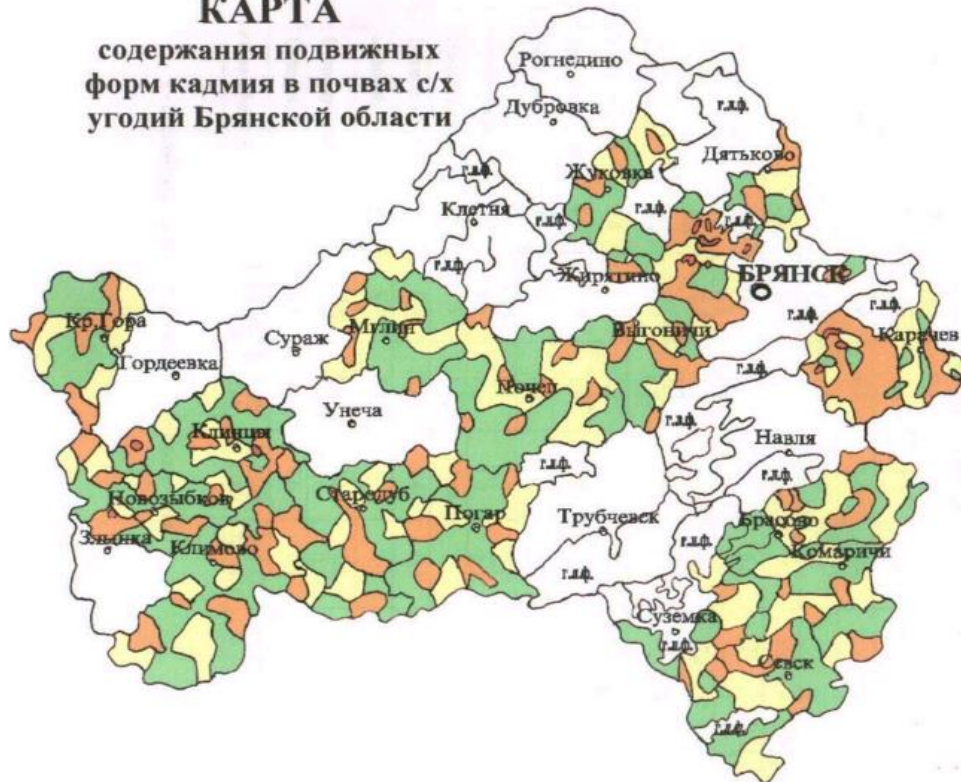 КАРТА
содержания подвижных
форм кадмия в почвах с/х
угодий Брянской области
Рогнедино
г.л.ф.
Дубровка
Дятьково
г.л.ф.
Жуковка
Клетня
г.л.ф.
г.л.ф.
г.л.ф.
г.л.ф.
Жирятино
БРЯНСК
г.л.ф.
г.л.ф.
Кр.Гора
Выгоничи
Карачев
Мглин
Сураж
Гордеевка
г.л.ф.
Почеп
Унеча
г.л.ф.
Клинцы
Навля
г.л.ф.
г.л.ф.
Новозыбков
Стародуб
Погар
Трубчевск
Брасово
Злынка
Климово
г.л.ф.
Комаричи
г.л.ф.
Суземка
г.л.ф.
Севск
г.л.ф.